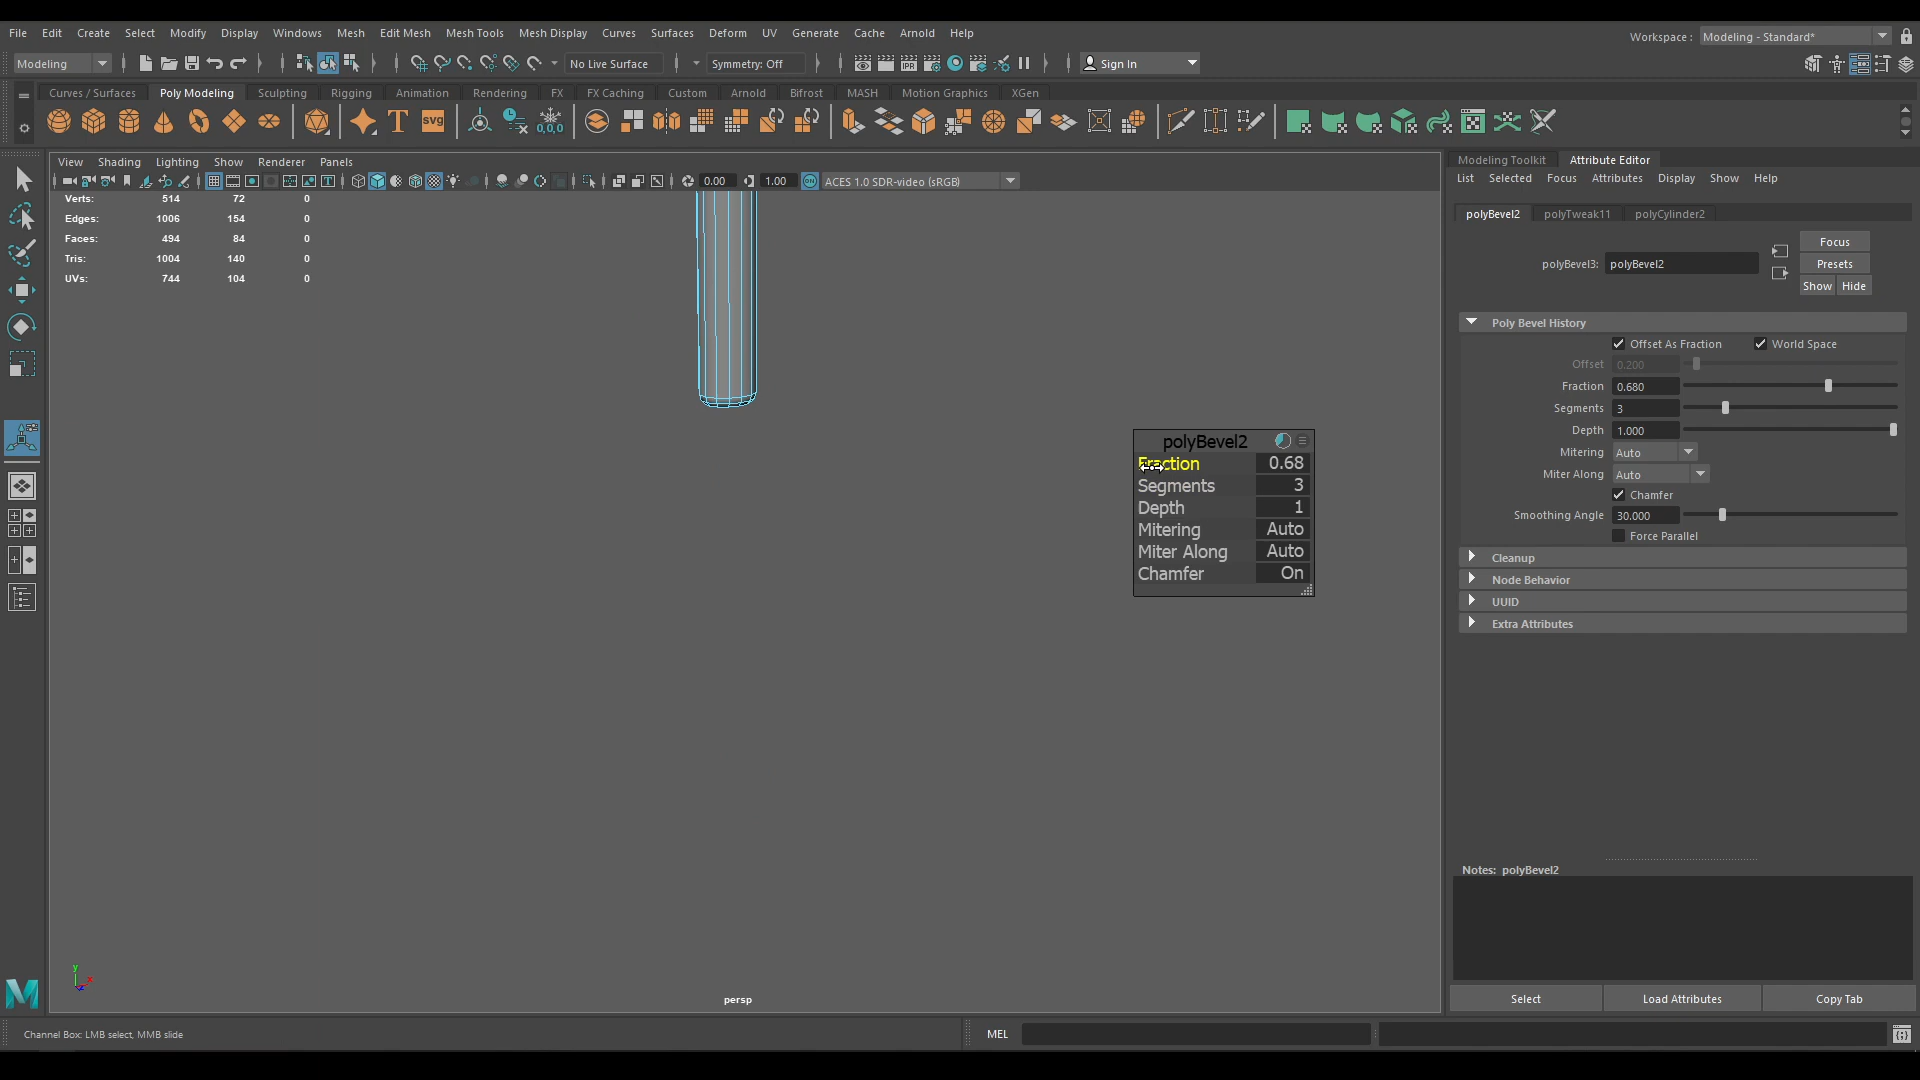 File Edit Create Select Modify Display Windows Mesh Edit Mesh Mesh Tools Mesh Display Curves Surfaces Deform UV Generate Cache Arnold Help
Workspace : Modeling - Standard*
Modeling
No Live Surface
Symmetry: Off
IPR
Sign In
Curves / Surfaces Poly Modeling Sculpting Rigging Animation Rendering FX FX Caching Custom Arnold Bifrost MASH Motion Graphics XGen
T
svg
0,0,0
View Shading Lighting Show Renderer Panels
0.00
1.00
ON
ACES 1.0 SDR-video (sRGB)
Verts: 514 72 0
Edges: 1006 154 0
Faces: 494 84 0
Tris: 1004 140 0
UVs: 744 104 0
polyBevel2
Fraction 0.68
Segments 3
Depth 1
Mitering Auto
Miter Along Auto
Chamfer On
y
x
z
persp
Modeling Toolkit Attribute Editor
List Selected Focus Attributes Display Show Help
polyBevel2 polyTweak11 polyCylinder2
polyBevel3: polyBevel2
Focus
Presets
Show Hide
Poly Bevel History
Offset As Fraction World Space
Offset 0.200
Fraction 0.680
Segments 3
Depth 1.000
Mitering Auto
Miter Along Auto
Chamfer
Smoothing Angle 30.000
Force Parallel
Cleanup
Node Behavior
UUID
Extra Attributes
Notes: polyBevel2
Select Load Attributes Copy Tab
M
Channel Box: LMB select, MMB slide
MEL